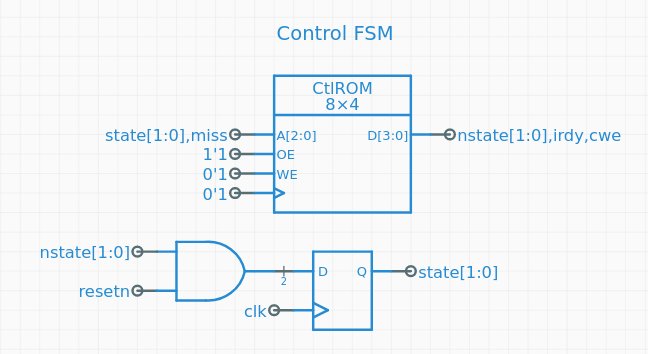 Control FSM
CtlROM
8×4
state[1:0],miss A[2:0] D[3:0] nstate[1:0],irdy,cwe
1'1 OE
0'1 WE
0'1
nstate[1:0]
resetn
2
D Q state[1:0]
clk